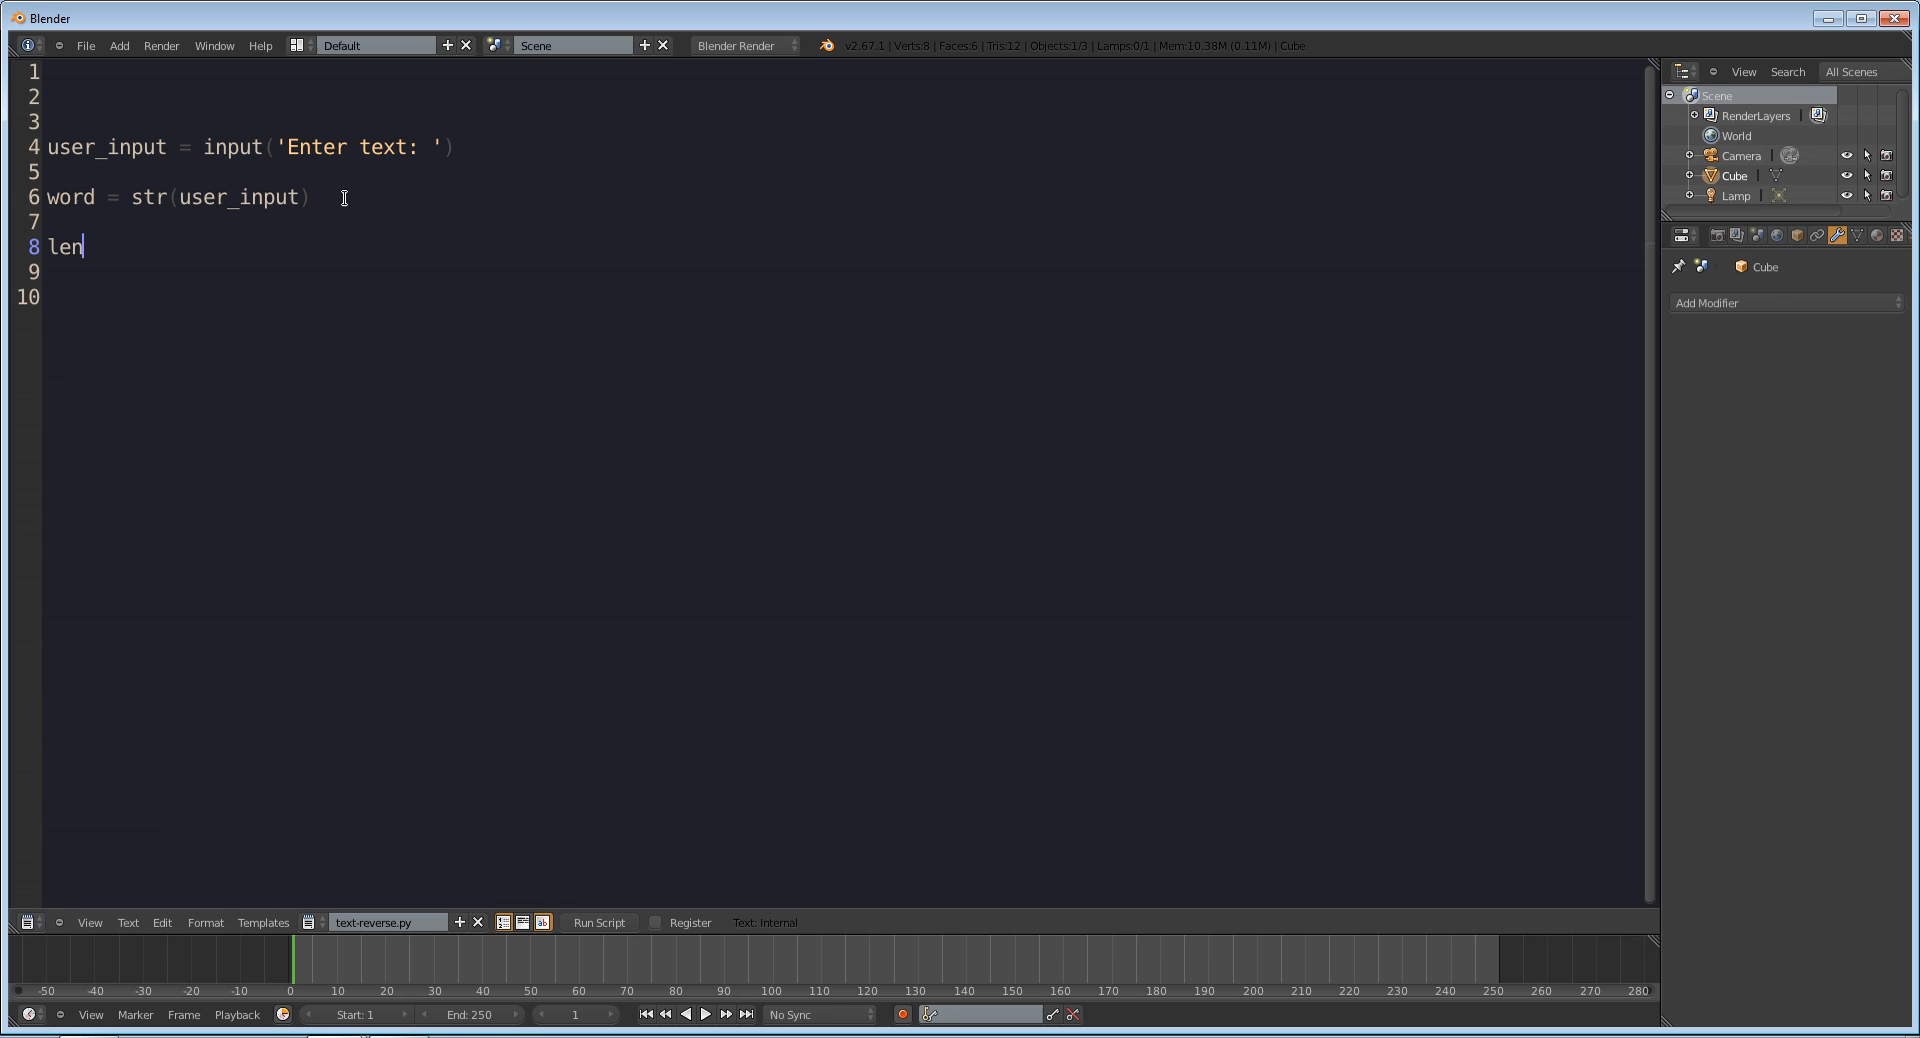 Blender
File Add Render Window Help Default Scene Blender Render v2.67.1 | Verts:8 | Faces:6 | Tris:12 | Objects:1/3 | Lamps:0/1 | Mem:10.38M (0.11M) | Cube
1
2
3
4 user_input = input('Enter text: ')
5
6 word = str(user_input)
7
8 len
9
10
View Search All Scenes
Scene
RenderLayers |
World
Camera |
Cube |
Lamp |
Cube
Add Modifier
View Text Edit Format Templates text-reverse.py Run Script Register Text: Internal
-50 -40 -30 -20 -10 0 10 20 30 40 50 60 70 80 90 100 110 120 130 140 150 160 170 180 190 200 210 220 230 240 250 260 270 280
View Marker Frame Playback Start: 1 End: 250 1 No Sync